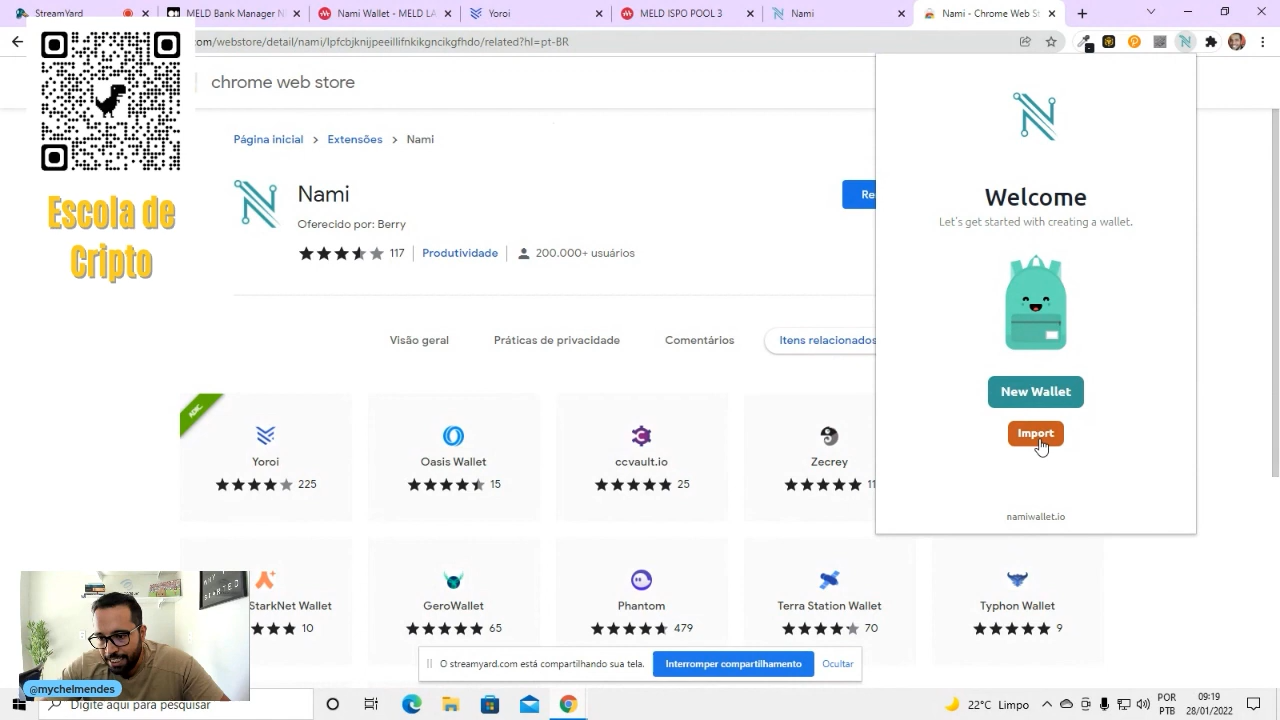 MELD Bank Manager N
Nami Wallet - MELD LA
Yoroi
MELD ISPO POOL 3
Nami
Nami - Chrome Web St
com/webstore/detail/nami/lpfcbjknijpeeillifnkikgncikgfhdo/related?hl=pt-BR
chrome web store
Página inicial > Extensões > Nami
Nami
Oferecido por: Berry
117 Produtividade 200.000+ usuários
Visão geral Práticas de privacidade Comentários Itens relacionados
Yoroi
225
Oasis Wallet
15
ccvault.io
25
Zecrey
11
StarkNet Wallet
10
GeroWallet
65
Phantom
479
Terra Station Wallet
70
Typhon Wallet
9
Welcome
Let's get started with creating a wallet.
New Wallet
Import
namiwallet.io
Escola de
Cripto
@mychelmendes
O streamyard.com está compartilhando sua tela.
Interromper compartilhamento
Ocultar
Digite aqui para pesquisar
22°C Limpo
POR
PTB
09:19
28/01/2022